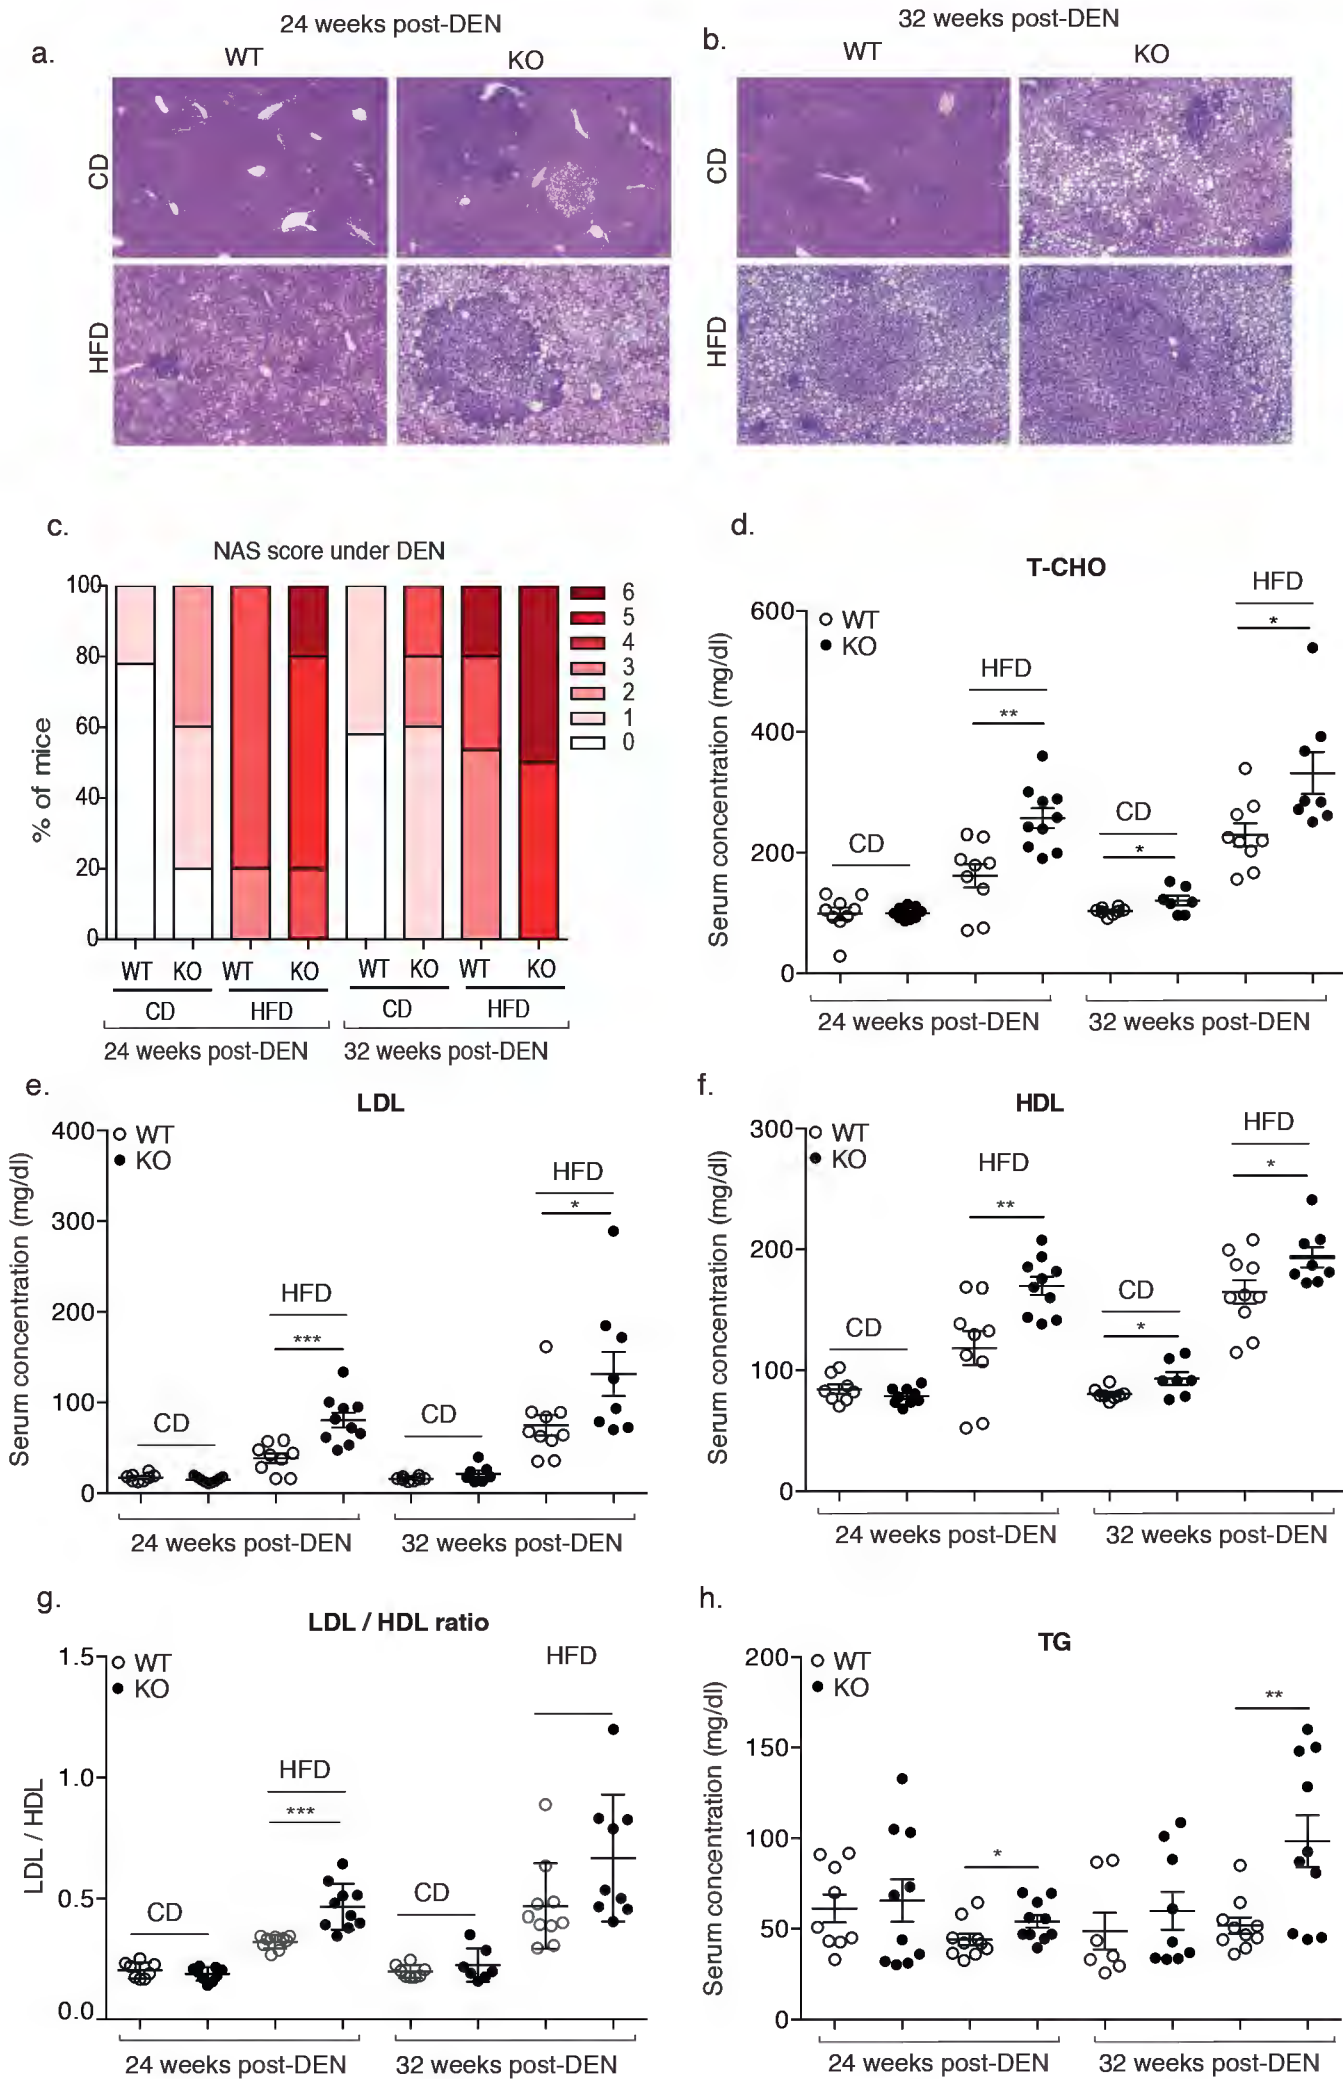 24 weeks post-DEN
32 weeks post-DEN
a.
WT
KO
b.
WT
KO
CD
HFD
CD
HFD
c.
NAS score under DEN
% of mice
100
80
60
40
20
0
6
5
4
3
2
1
0
WT KO WT KO WT KO WT KO
CD HFD CD HFD
24 weeks post-DEN 32 weeks post-DEN
d.
T-CHO
Serum concentration (mg/dl)
600
400
200
0
WT
KO
CD
HFD
**
CD
*
HFD
*
24 weeks post-DEN 32 weeks post-DEN
e.
LDL
Serum concentration (mg/dl)
400
300
200
100
0
WT
KO
CD
HFD
***
CD
HFD
*
24 weeks post-DEN 32 weeks post-DEN
f.
HDL
Serum concentration (mg/dl)
300
200
100
0
WT
KO
CD
HFD
**
CD
*
HFD
*
24 weeks post-DEN 32 weeks post-DEN
g.
LDL / HDL ratio
LDL / HDL
1.5
1.0
0.5
0.0
WT
KO
CD
HFD
***
CD
HFD
24 weeks post-DEN 32 weeks post-DEN
h.
TG
Serum concentration (mg/dl)
200
150
100
50
0
WT
KO
*
**
24 weeks post-DEN 32 weeks post-DEN